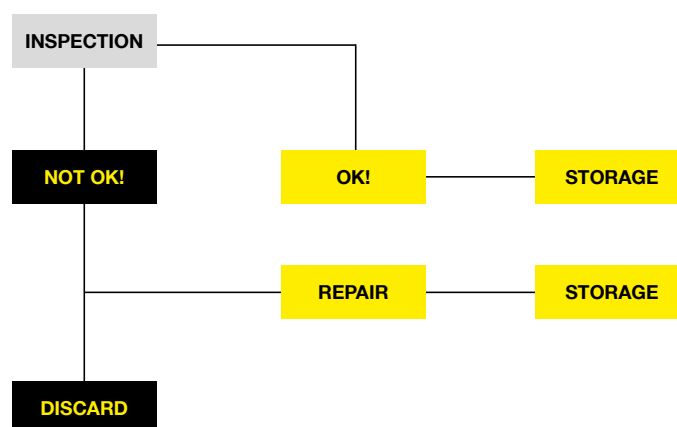 INSPECTION
NOT OK!
OK!
STORAGE
REPAIR
STORAGE
DISCARD